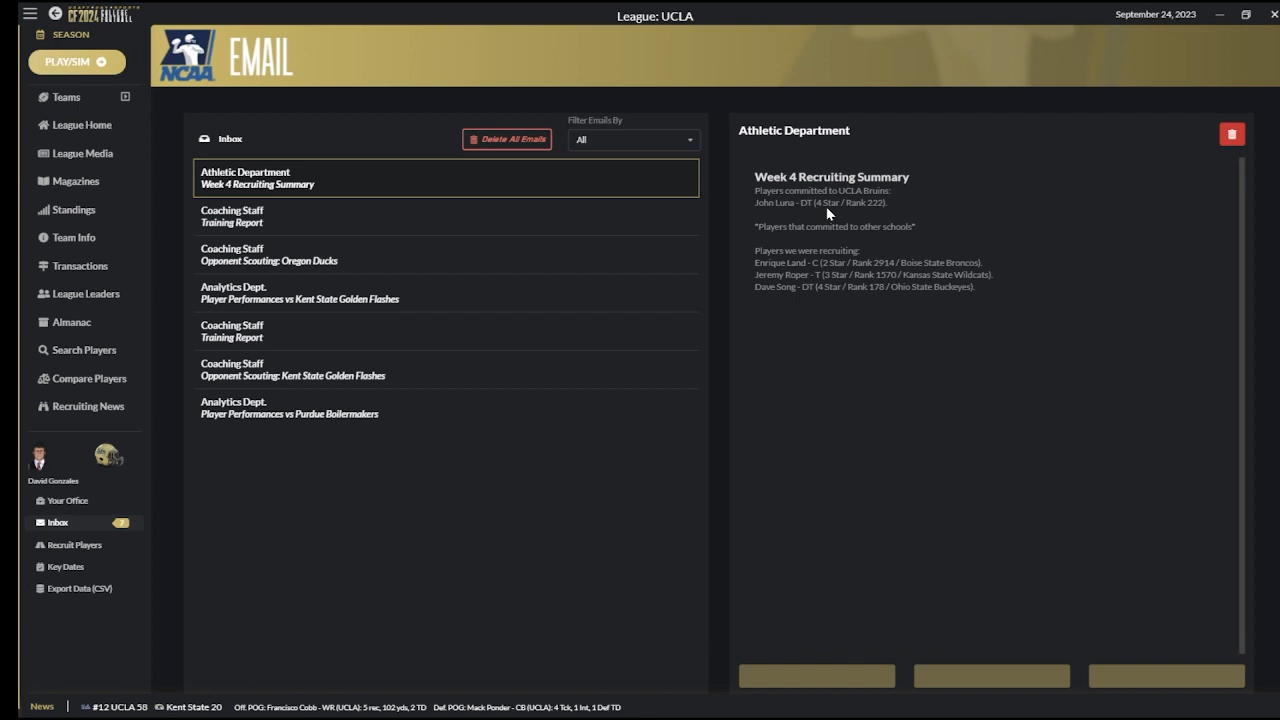 CF2024 COLLEGE FOOTBALL
League: UCLA
September 24, 2023
SEASON
PLAY/SIM
Teams
League Home
League Media
Magazines
Standings
Team Info
Transactions
League Leaders
Almanac
Search Players
Compare Players
Recruiting News
David Gonzales
Your Office
Inbox 7
Recruit Players
Key Dates
Export Data (CSV)
NCAA
EMAIL
Inbox
Delete All Emails
Filter Emails By
All
Athletic Department
Week 4 Recruiting Summary
Coaching Staff
Training Report
Coaching Staff
Opponent Scouting: Oregon Ducks
Analytics Dept.
Player Performances vs Kent State Golden Flashes
Coaching Staff
Training Report
Coaching Staff
Opponent Scouting: Kent State Golden Flashes
Analytics Dept.
Player Performances vs Purdue Boilermakers
Athletic Department
Week 4 Recruiting Summary
Players committed to UCLA Bruins:
John Luna - DT (4 Star / Rank 222).
*Players that committed to other schools*
Players we were recruiting:
Enrique Land - C (2 Star / Rank 2914 / Boise State Broncos).
Jeremy Roper - T (3 Star / Rank 1570 / Kansas State Wildcats).
Dave Song - DT (4 Star / Rank 178 / Ohio State Buckeyes).
News
#12 UCLA 58 Kent State 20 Off. POG: Francisco Cobb - WR (UCLA): 5 rec, 102 yds, 2 TD Def. POG: Mack Ponder - CB (UCLA): 4 Tck, 1 Int, 1 Def TD